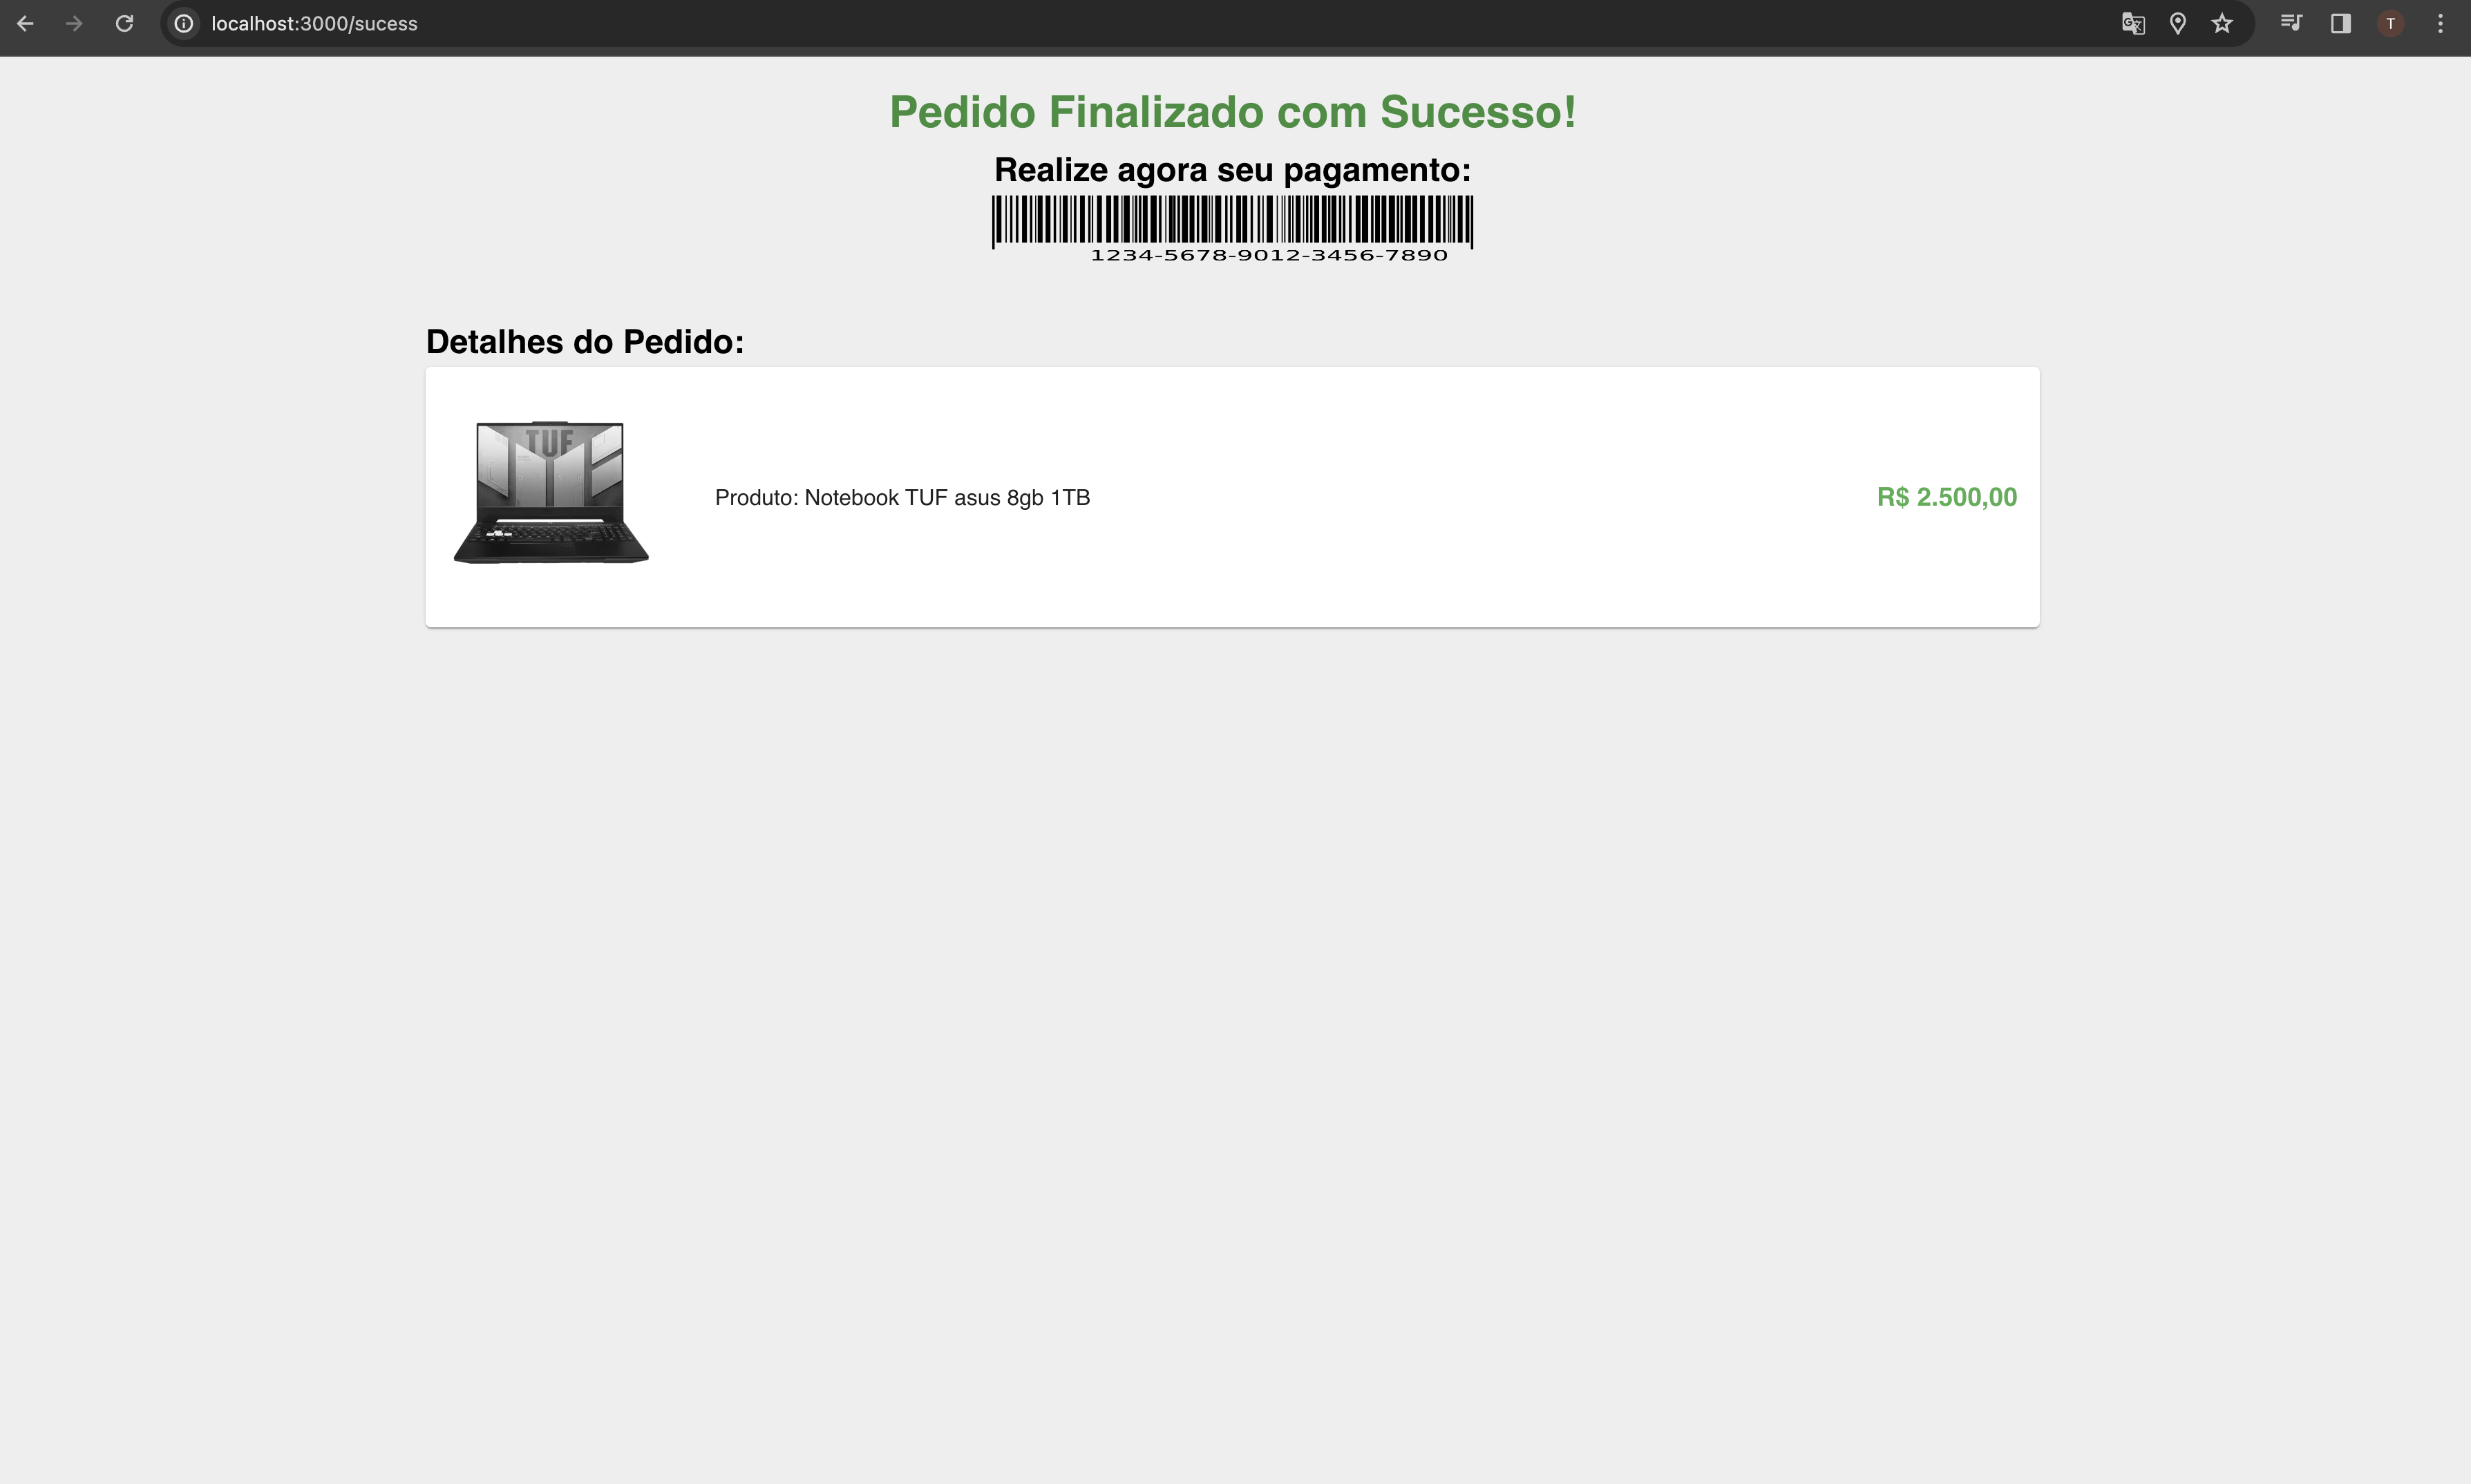 localhost:3000/sucess
T
Pedido Finalizado com Sucesso!
Realize agora seu pagamento:
1234-5678-9012-3456-7890
Detalhes do Pedido:
TUF
Produto: Notebook TUF asus 8gb 1TB
R$ 2.500,00